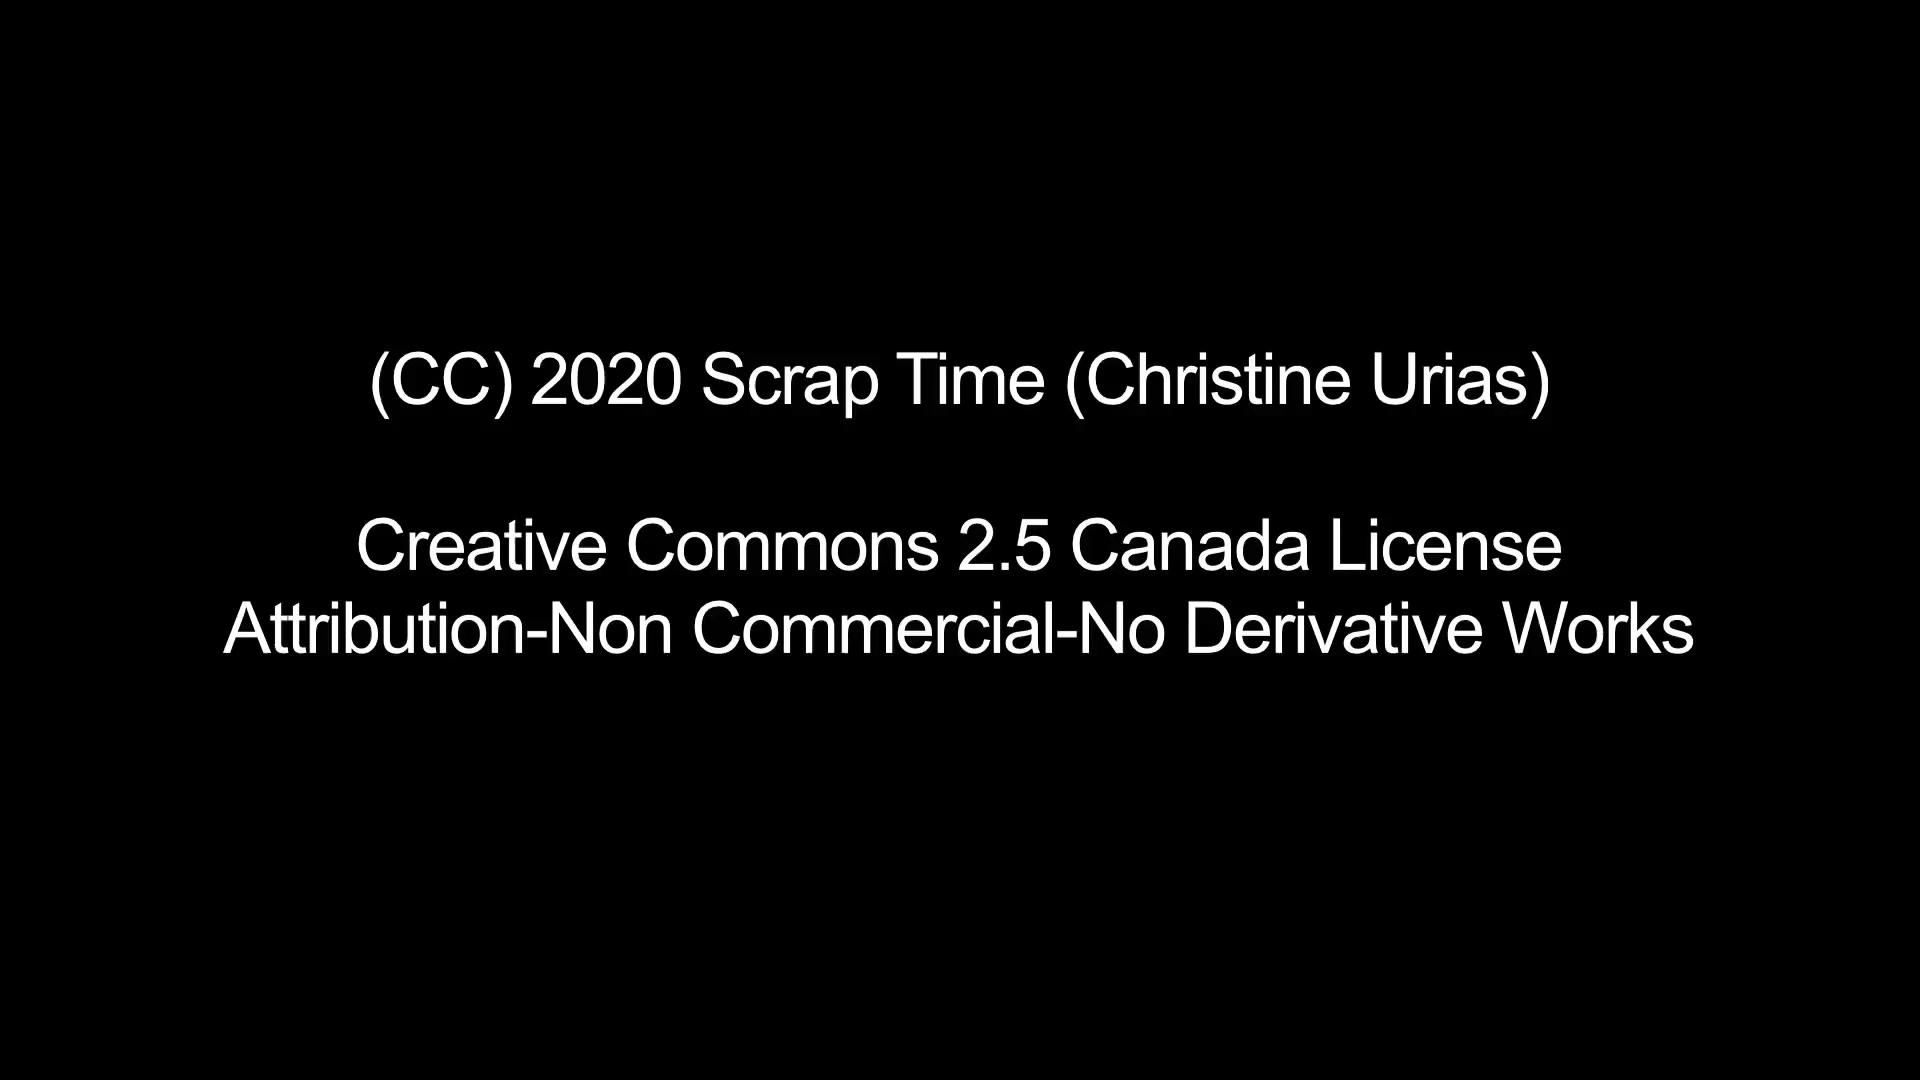 (CC) 2020 Scrap Time (Christine Urias)
Creative Commons 2.5 Canada License
Attribution-Non Commercial-No Derivative Works